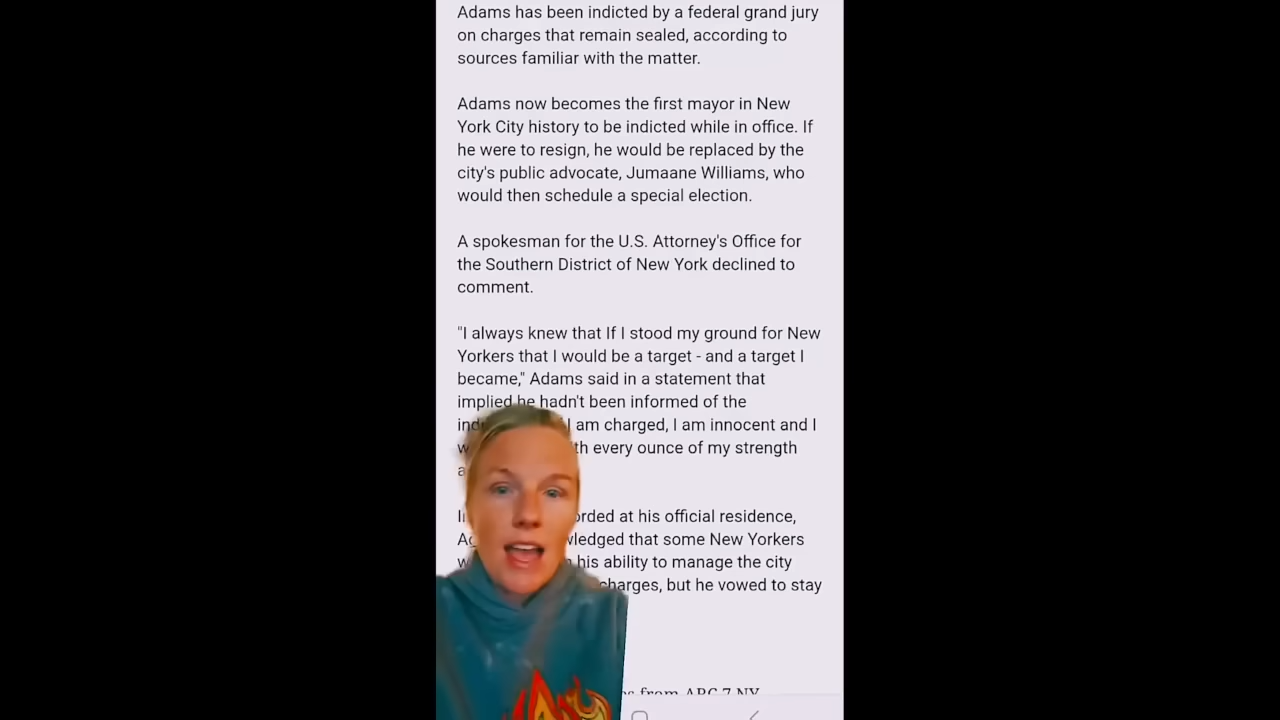 Adams has been indicted by a federal grand jury
on charges that remain sealed, according to
sources familiar with the matter.
Adams now becomes the first mayor in New
York City history to be indicted while in office. If
he were to resign, he would be replaced by the
city's public advocate, Jumaane Williams, who
would then schedule a special election.
A spokesman for the U.S. Attorney's Office for
the Southern District of New York declined to
comment.
"I always knew that If I stood my ground for New
Yorkers that I would be a target - and a target I
became," Adams said in a statement that
implied he hadn't been informed of the
I am charged, I am innocent and I
every ounce of my strength
at his official residence,
that some New Yorkers
his ability to manage the city
charges, but he vowed to stay
from ABC 7 NY